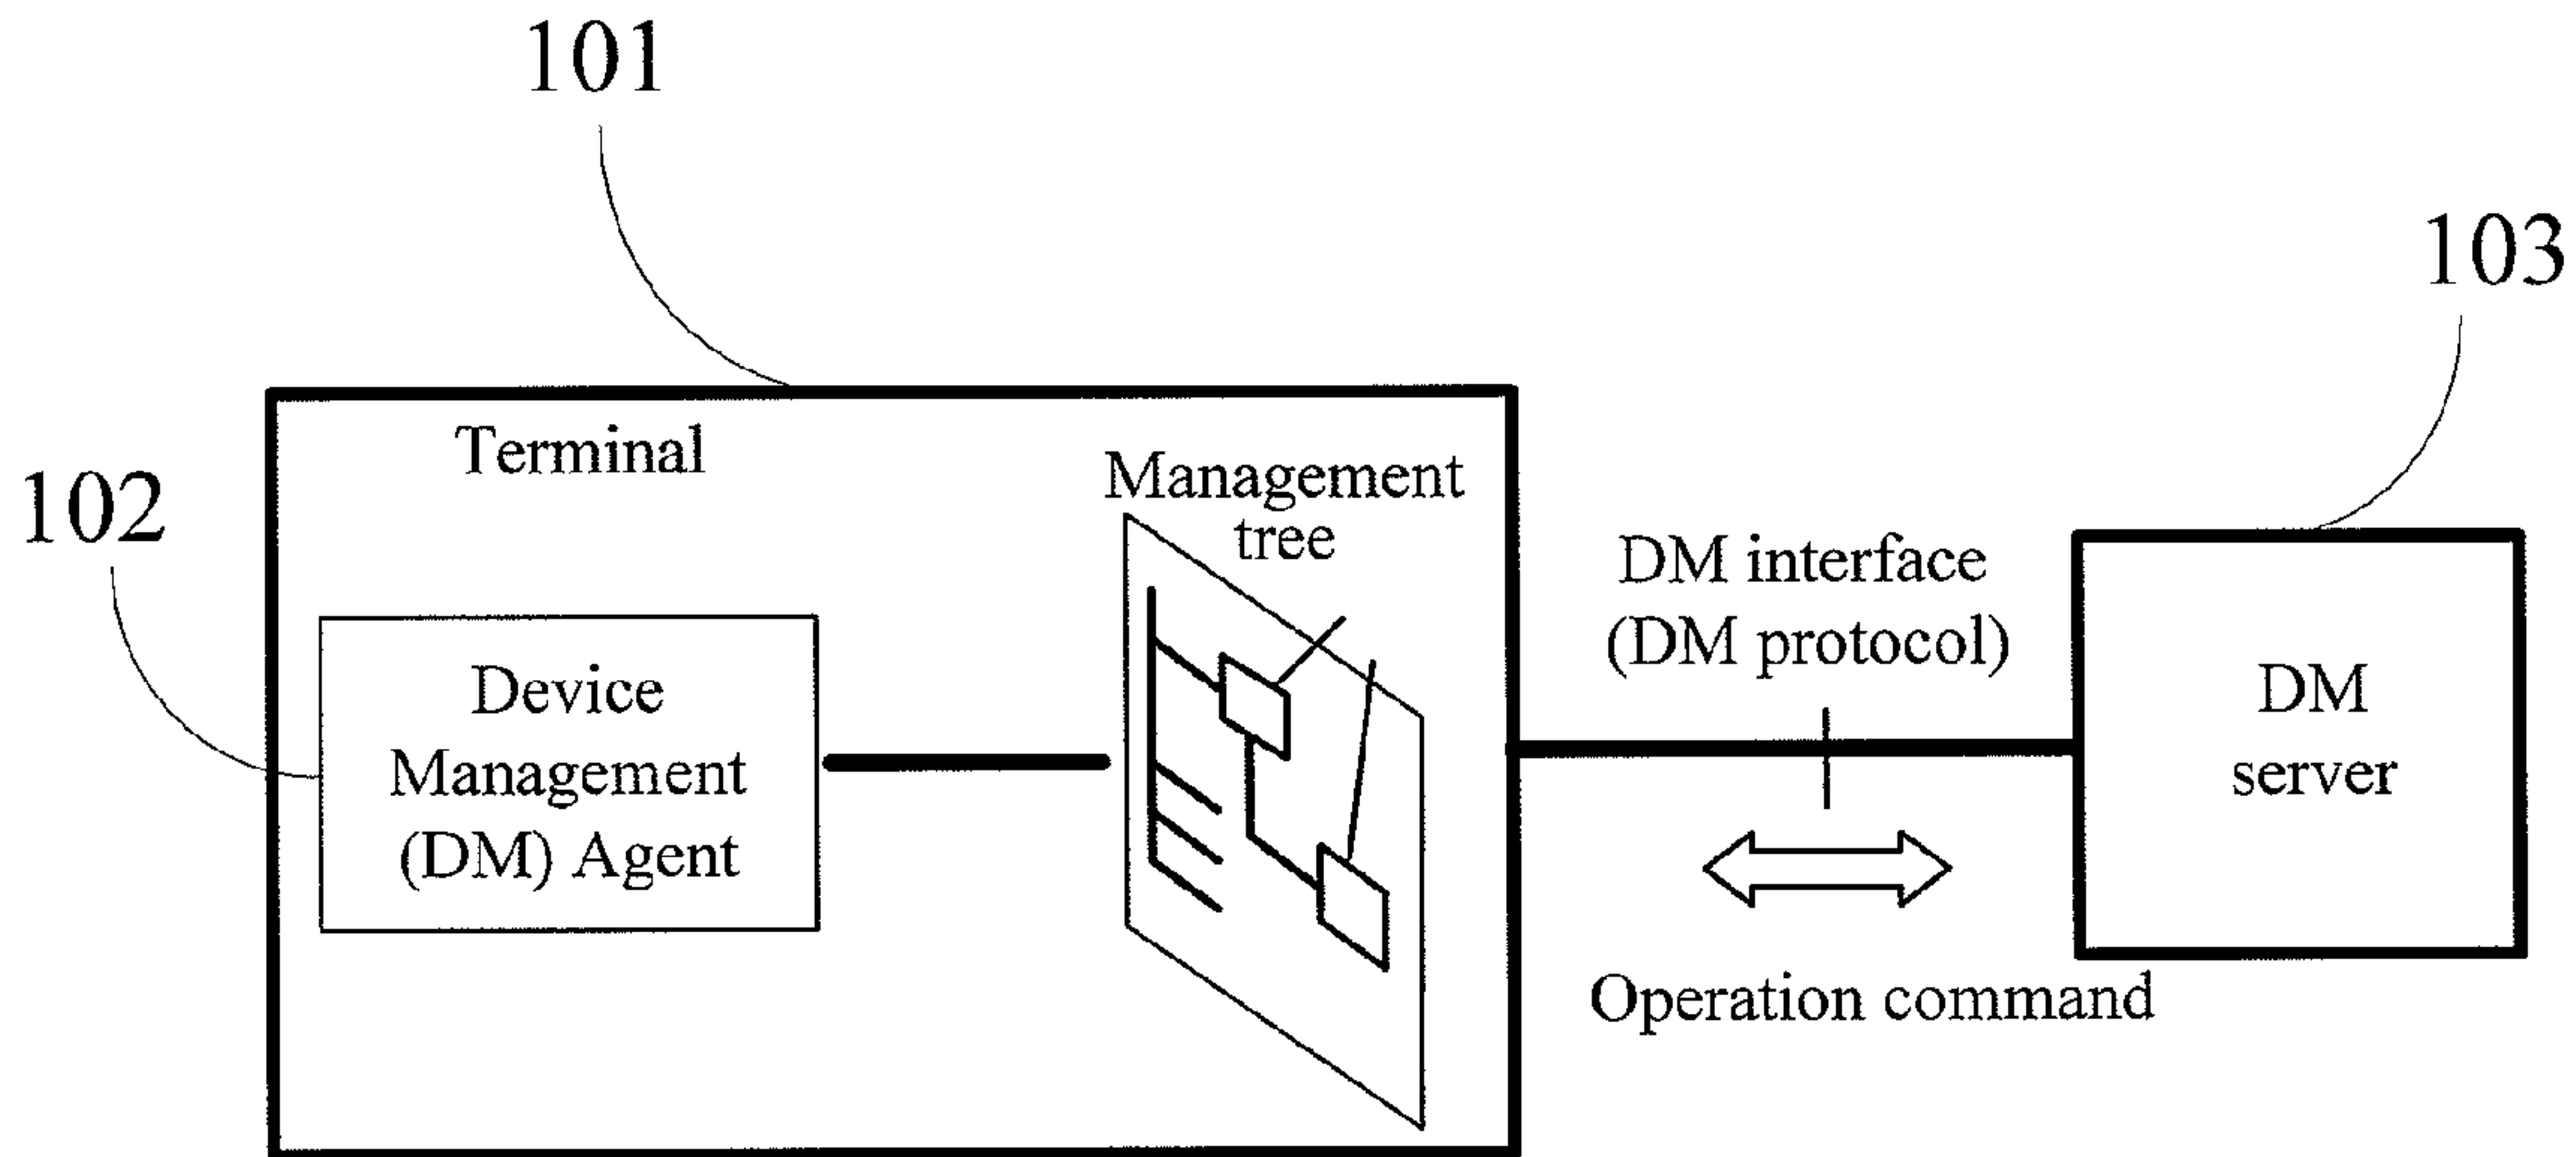 101
103
102
Terminal
Management
tree
Device
Management
(DM) Agent
DM interface
(DM protocol)
Operation command
DM
server